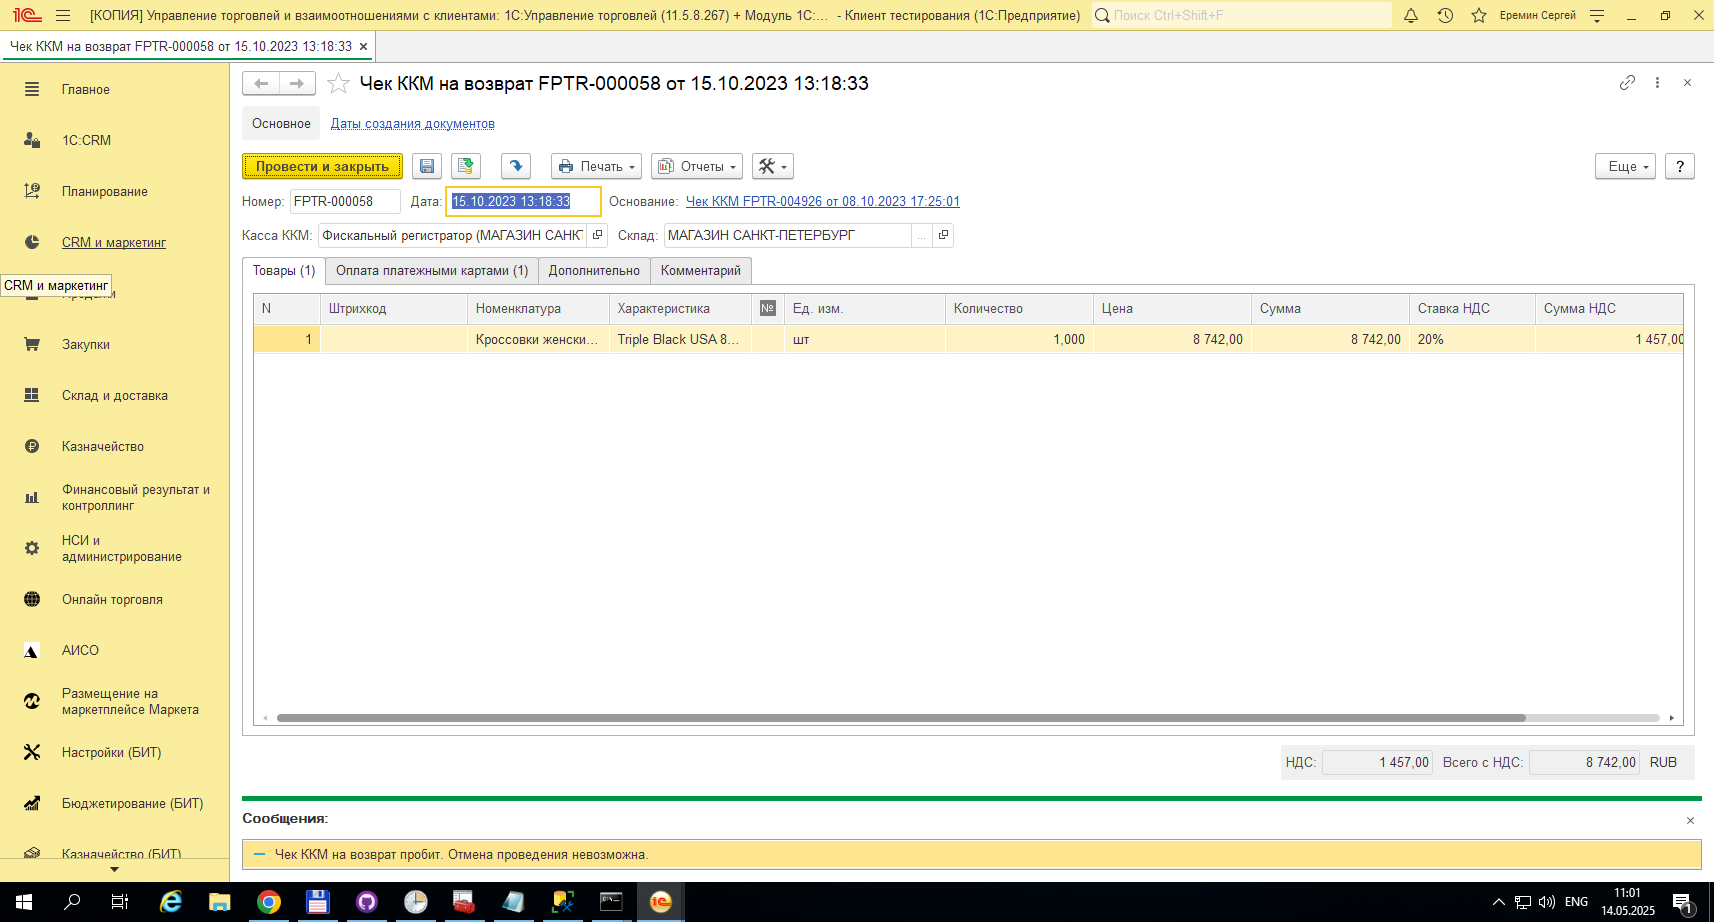 [КОПИЯ] Управление торговлей и взаимоотношениями с клиентами: 1С:Управление торговлей (11.5.8.267) + Модуль 1С:... - Клиент тестирования (1С:Предприятие)
Поиск Ctrl+Shift+F
Еремин Сергей
Чек ККМ на возврат FPTR-000058 от 15.10.2023 13:18:33
Главное
1С:CRM
Планирование
CRM и маркетинг
CRM и маркетинг
Закупки
Склад и доставка
Казначейство
Финансовый результат и
контроллинг
НСИ и
администрирование
Онлайн торговля
АИСО
Размещение на
маркетплейсе Маркета
Настройки (БИТ)
Бюджетирование (БИТ)
Казначейство (БИТ)
Чек ККМ на возврат FPTR-000058 от 15.10.2023 13:18:33
Основное Даты создания документов
Провести и закрыть Печать Отчеты Еще ?
Номер: FPTR-000058 Дата: 15.10.2023 13:18:33 Основание: Чек ККМ FPTR-004926 от 08.10.2023 17:25:01
Касса ККМ: Фискальный регистратор (МАГАЗИН САНКТ Склад: МАГАЗИН САНКТ-ПЕТЕРБУРГ ...
Товары (1) Оплата платежными картами (1) Дополнительно Комментарий
N Штрихкод Номенклатура Характеристика № Ед. изм. Количество Цена Сумма Ставка НДС Сумма НДС
1 Кроссовки женски... Triple Black USA 8... шт 1,000 8 742,00 8 742,00 20% 1 457,00
НДС: 1 457,00 Всего с НДС: 8 742,00 RUB
Сообщения:
Чек ККМ на возврат пробит. Отмена проведения невозможна.
ENG
11:01
14.05.2025
1